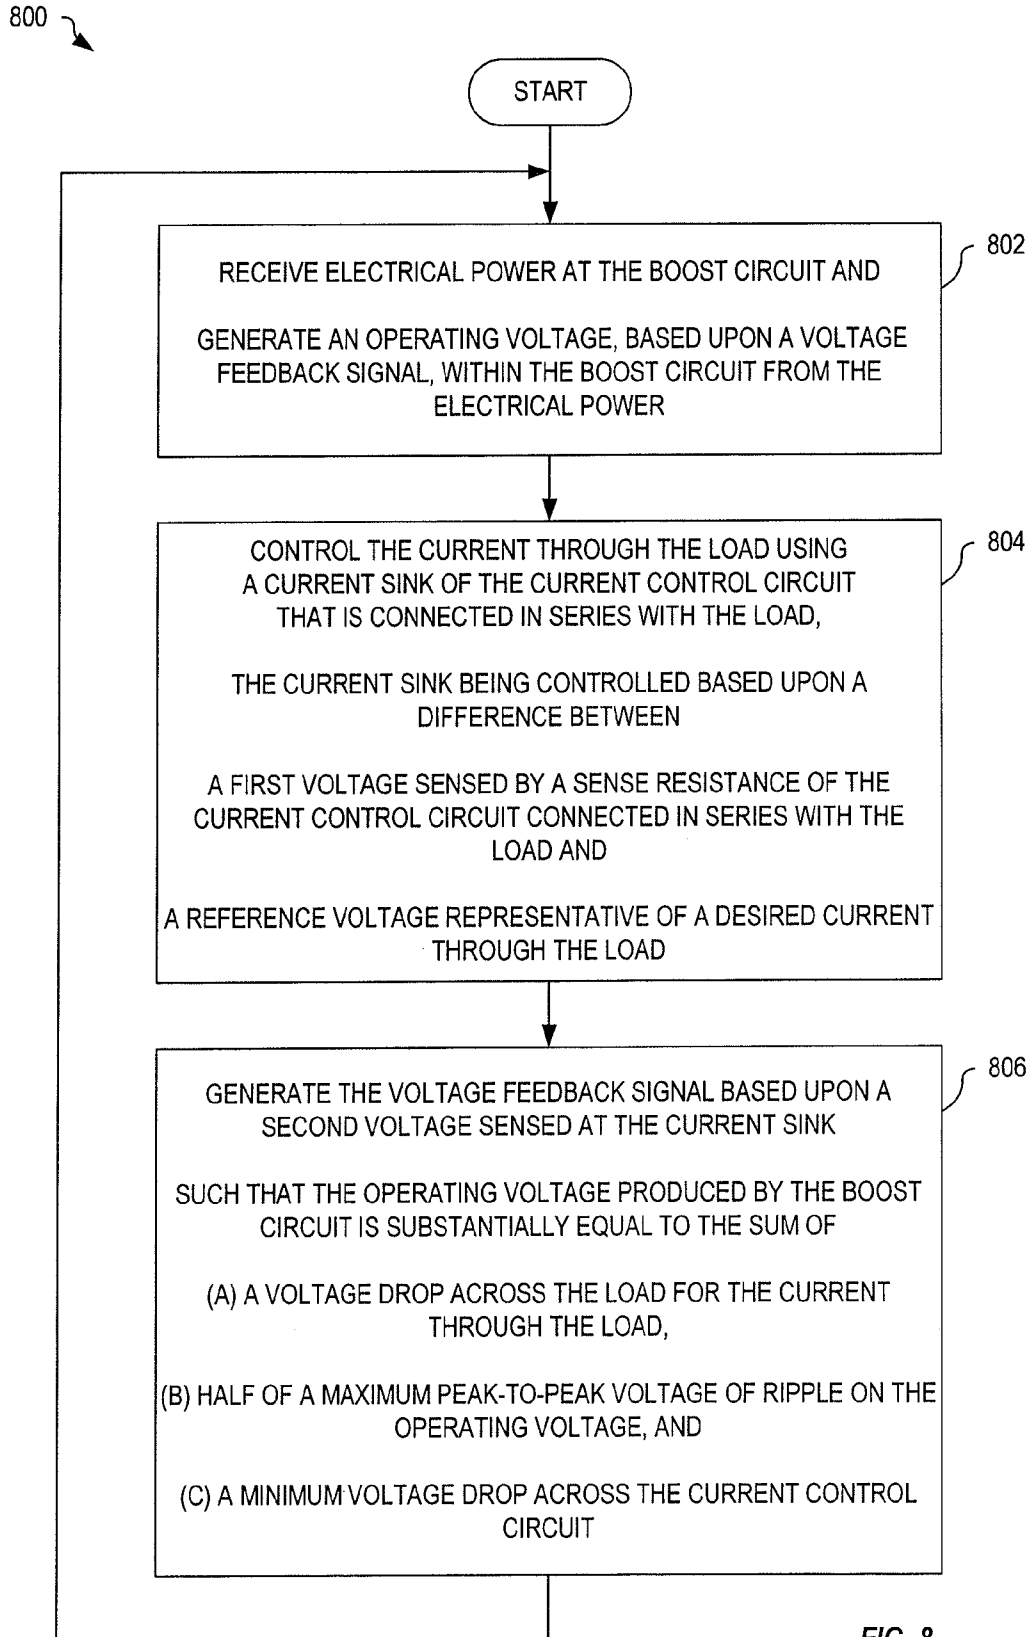 800
START
802
RECEIVE ELECTRICAL POWER AT THE BOOST CIRCUIT AND
GENERATE AN OPERATING VOLTAGE, BASED UPON A VOLTAGE
FEEDBACK SIGNAL, WITHIN THE BOOST CIRCUIT FROM THE
ELECTRICAL POWER
804
CONTROL THE CURRENT THROUGH THE LOAD USING
A CURRENT SINK OF THE CURRENT CONTROL CIRCUIT
THAT IS CONNECTED IN SERIES WITH THE LOAD,
THE CURRENT SINK BEING CONTROLLED BASED UPON A
DIFFERENCE BETWEEN
A FIRST VOLTAGE SENSED BY A SENSE RESISTANCE OF THE
CURRENT CONTROL CIRCUIT CONNECTED IN SERIES WITH THE
LOAD AND
A REFERENCE VOLTAGE REPRESENTATIVE OF A DESIRED CURRENT
THROUGH THE LOAD
806
GENERATE THE VOLTAGE FEEDBACK SIGNAL BASED UPON A
SECOND VOLTAGE SENSED AT THE CURRENT SINK
SUCH THAT THE OPERATING VOLTAGE PRODUCED BY THE BOOST
CIRCUIT IS SUBSTANTIALLY EQUAL TO THE SUM OF
(A) A VOLTAGE DROP ACROSS THE LOAD FOR THE CURRENT
THROUGH THE LOAD,
(B) HALF OF A MAXIMUM PEAK-TO-PEAK VOLTAGE OF RIPPLE ON THE
OPERATING VOLTAGE, AND
(C) A MINIMUM VOLTAGE DROP ACROSS THE CURRENT CONTROL
CIRCUIT
FIG. 8